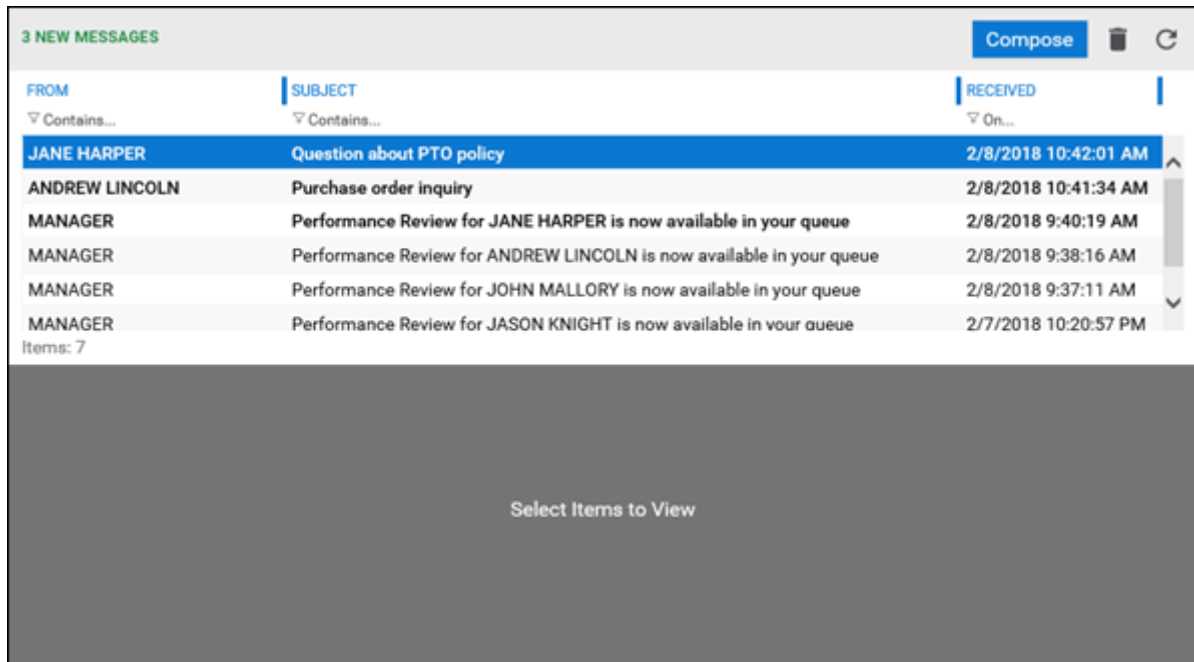 3 NEW MESSAGES Compose
FROM SUBJECT RECEIVED
Contains... Contains... On...
JANE HARPER Question about PTO policy 2/8/2018 10:42:01 AM
ANDREW LINCOLN Purchase order inquiry 2/8/2018 10:41:34 AM
MANAGER Performance Review for JANE HARPER is now available in your queue 2/8/2018 9:40:19 AM
MANAGER Performance Review for ANDREW LINCOLN is now available in your queue 2/8/2018 9:38:16 AM
MANAGER Performance Review for JOHN MALLORY is now available in your queue 2/8/2018 9:37:11 AM
MANAGER Performance Review for JASON KNIGHT is now available in your queue 2/7/2018 10:20:57 PM
Items: 7
Select Items to View